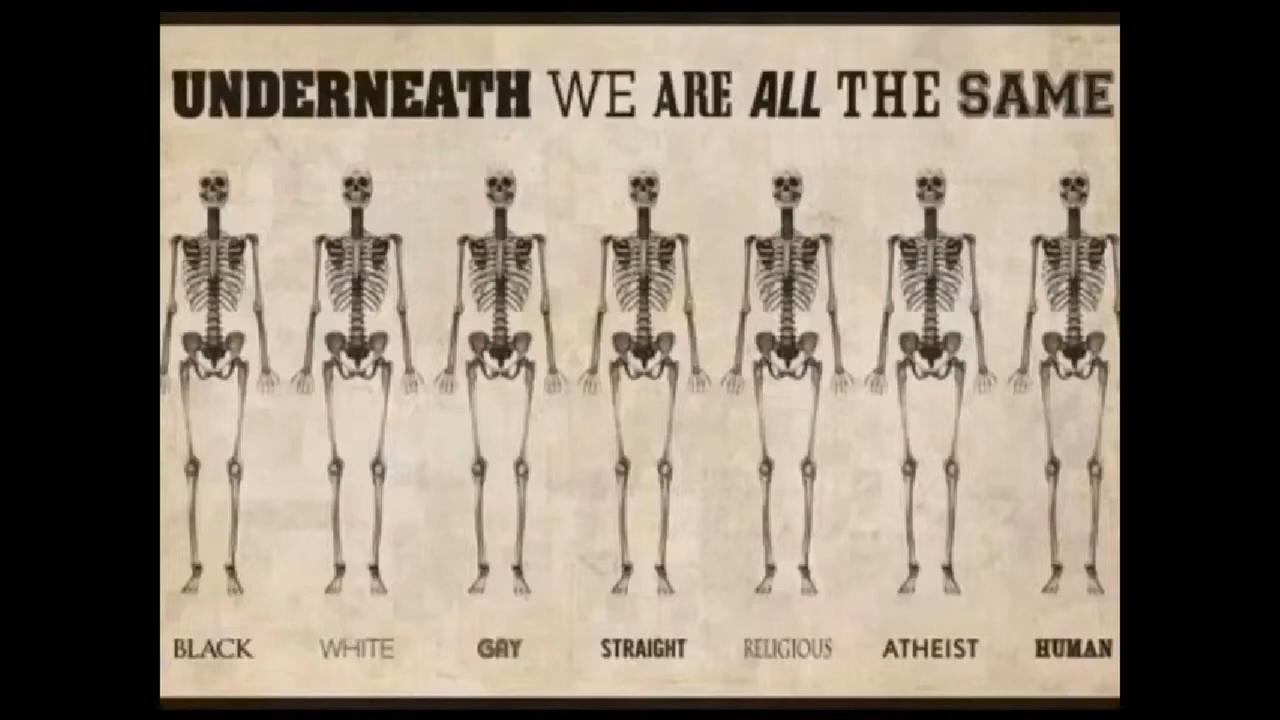 UNDERNEATH WE ARE ALL THE SAME
BLACK WHITE GAY STRAIGHT RELIGIOUS ATHEIST HUMAN